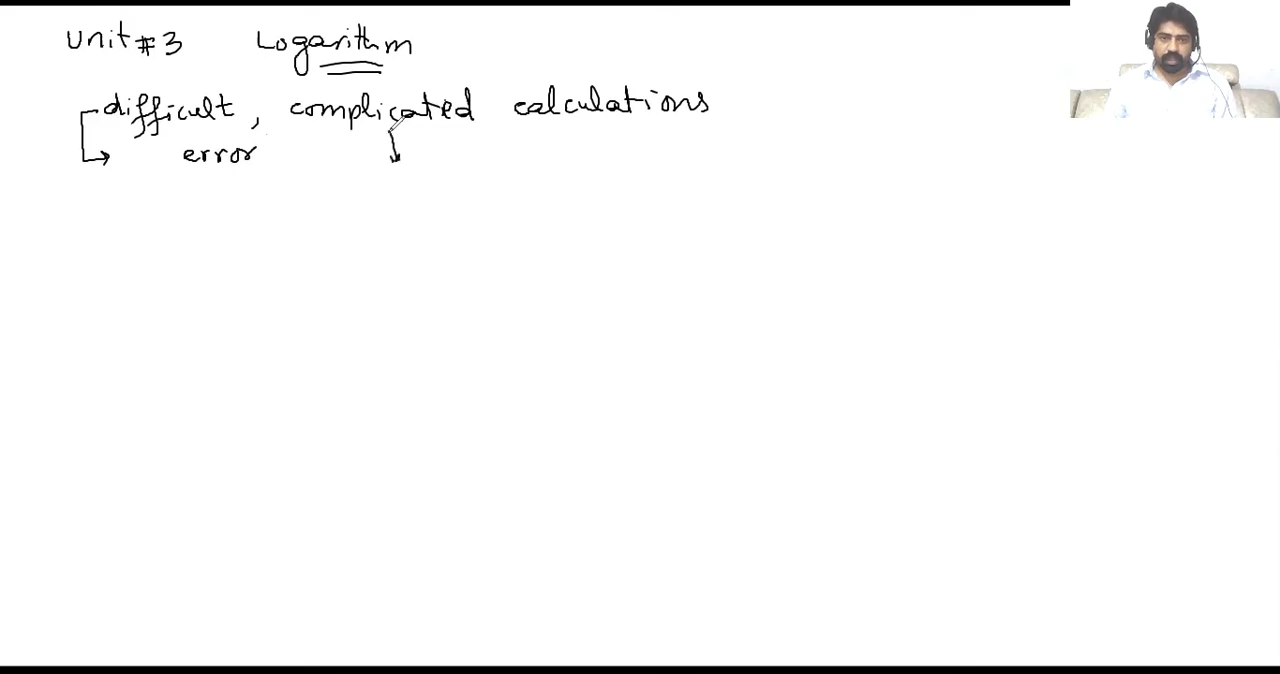 Unit # 3 Logarithm
difficult, complicated calculations
error